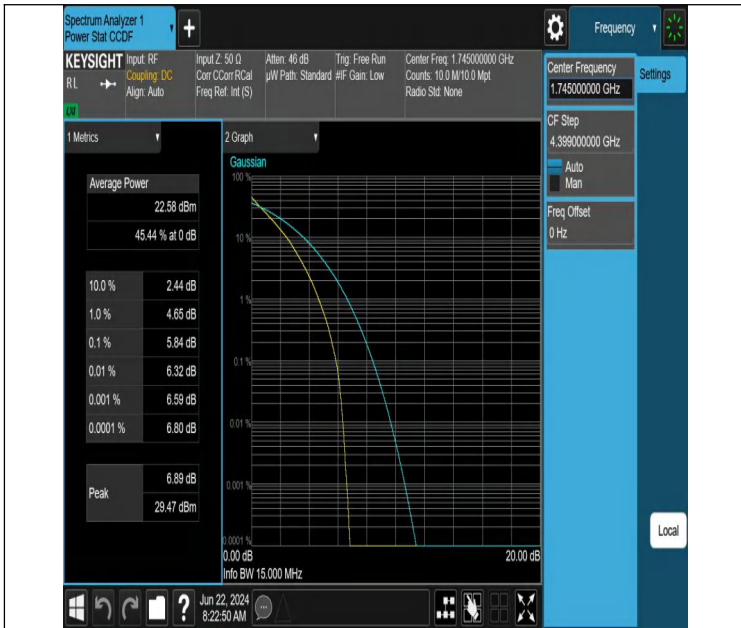 Spectrum Analyzer 1
Power Stat CCDF
Frequency
KEYSIGHT
RL
LXI
Input: RF
Coupling: DC
Align: Auto
Input Z: 50 Ω
Corr CCorr RCal
Freq Ref: Int (S)
Atten: 46 dB
µW Path: Standard
Trig: Free Run
#IF Gain: Low
Center Freq: 1.745000000 GHz
Counts: 10.0 M/10.0 Mpt
Radio Std: None
Center Frequency
1.745000000 GHz
Settings
CF Step
4.399000000 GHz
Auto
Man
Freq Offset
0 Hz
1 Metrics
Average Power
22.58 dBm
45.44 % at 0 dB
10.0 % 2.44 dB
1.0 % 4.65 dB
0.1 % 5.84 dB
0.01 % 6.32 dB
0.001 % 6.59 dB
0.0001 % 6.80 dB
Peak
6.89 dB
29.47 dBm
2 Graph
Gaussian
100 %
10 %
1 %
0.1 %
0.01 %
0.001 %
0.0001 %
0.00 dB 20.00 dB
Info BW 15.000 MHz
Local
?
Jun 22, 2024
8:22:50 AM